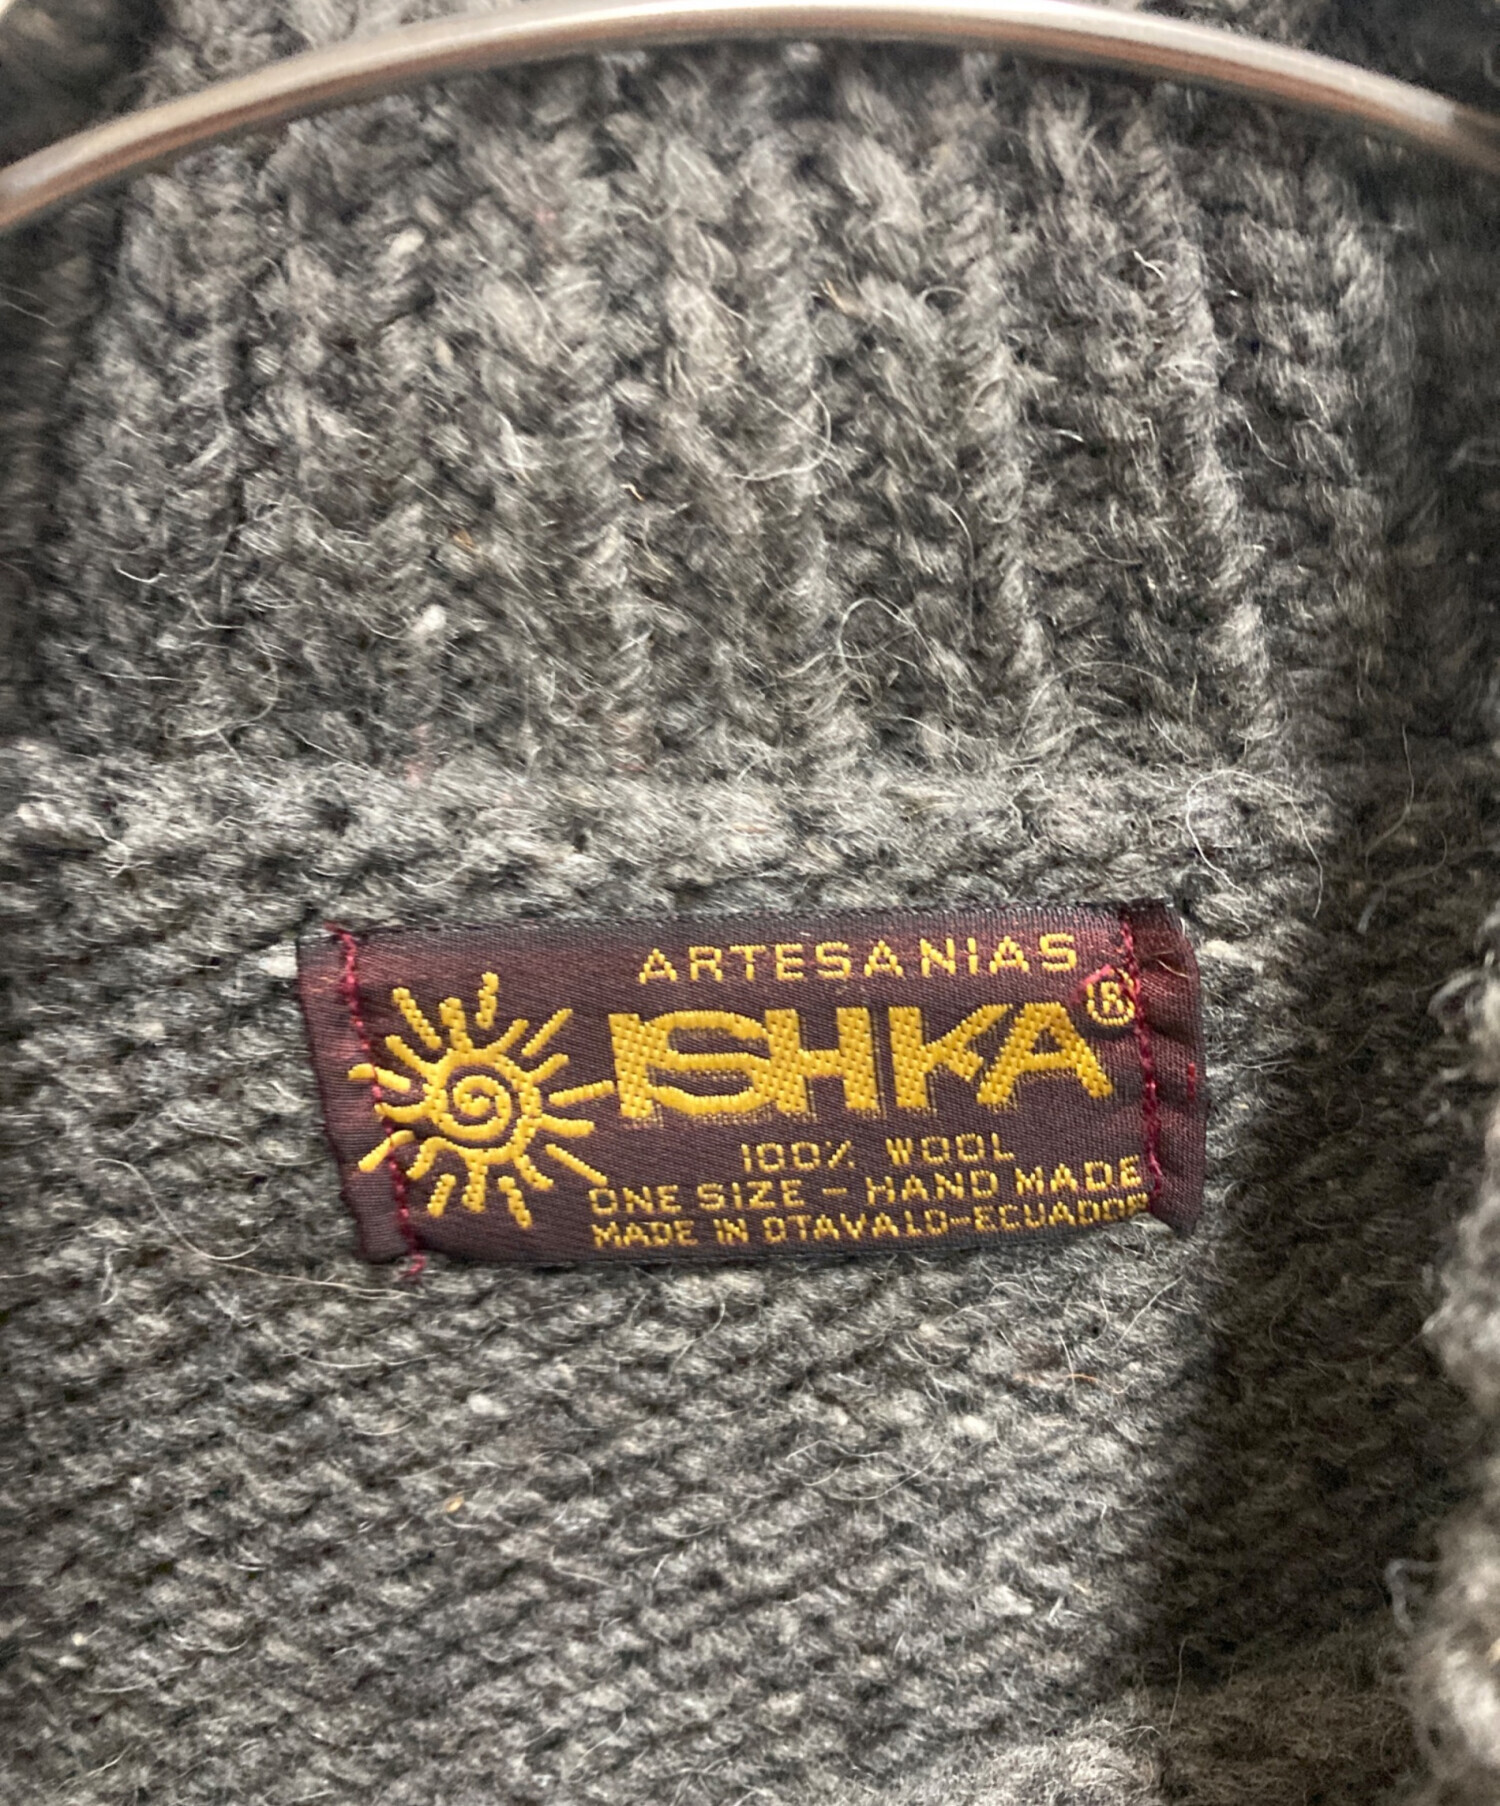 ARTESANIAS
ISHKA®
100% WOOL
ONE SIZE - HAND MADE
MADE IN OTAVALO-ECUADOR